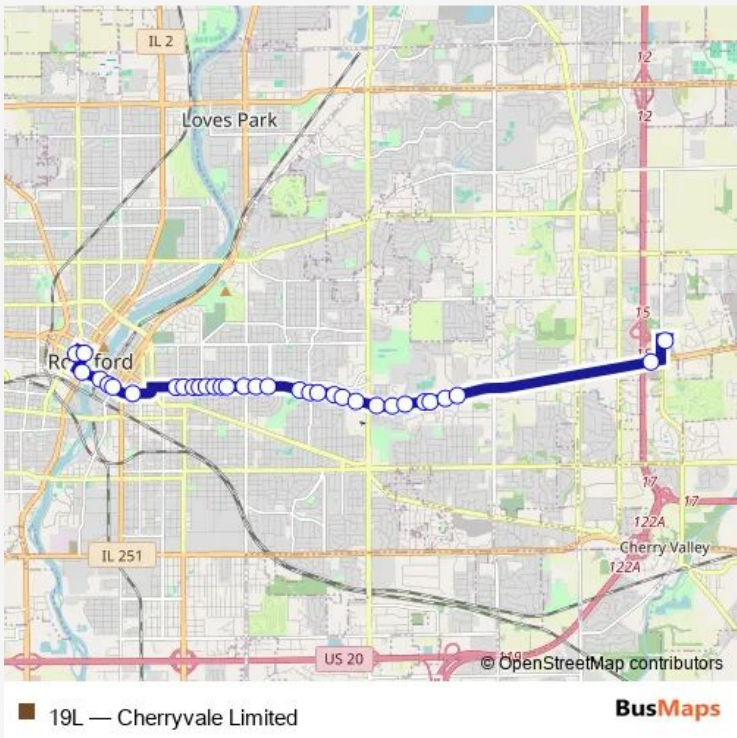 IL 2
12
12
Loves Park
15
Rockford
17
17
122A
IL 251
Cherry Valley
122A
US 20
© OpenStreetMap contributors
19L — Cherryvale Limited
BusMaps